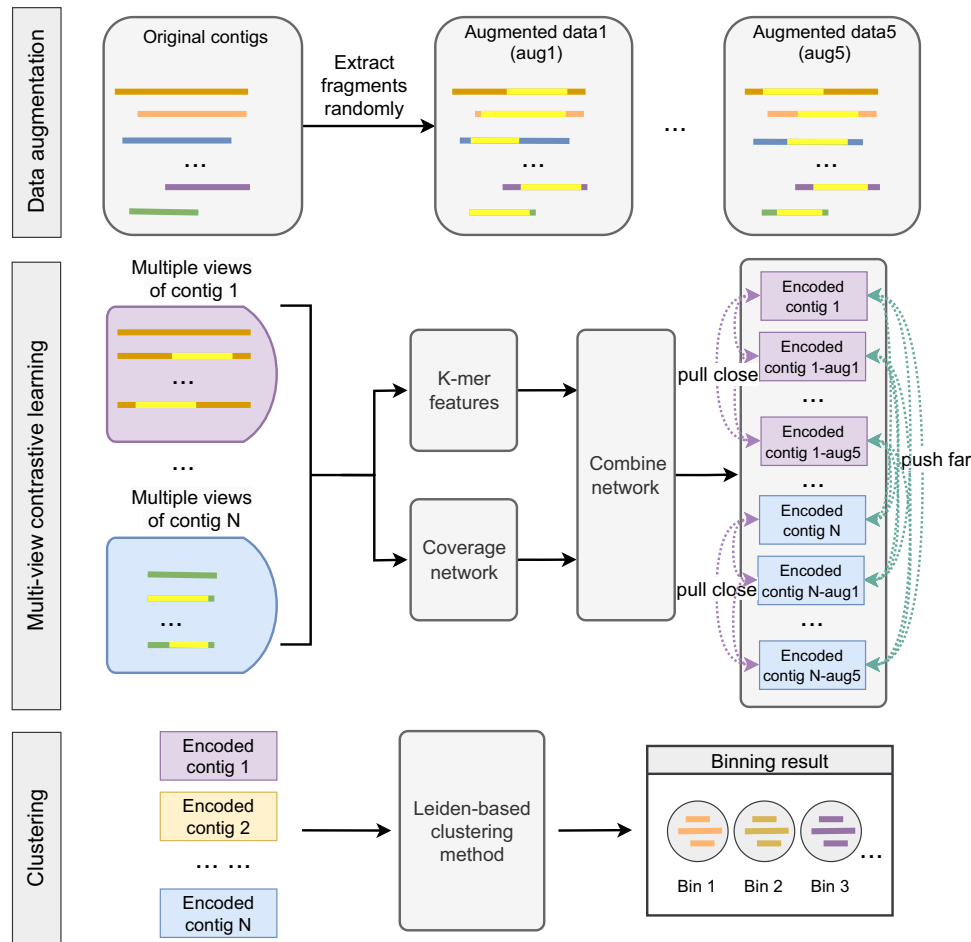 Data augmentation
Original contigs
Extract
fragments
randomly
Augmented data1
(aug1)
...
Augmented data5
(aug5)
...
...
...
Multi-view contrastive learning
Multiple views
of contig 1
...
...
Multiple views
of contig N
...
K-mer
features
Coverage
network
Combine
network
Encoded
contig 1
Encoded
contig 1-aug1
...
Encoded
contig 1-aug5
...
Encoded
contig N
Encoded
contig N-aug1
...
Encoded
contig N-aug5
pull close
pull close
push far
Clustering
Encoded
contig 1
Encoded
contig 2
... ...
Encoded
contig N
Leiden-based
clustering
method
Binning result
...
Bin 1 Bin 2 Bin 3